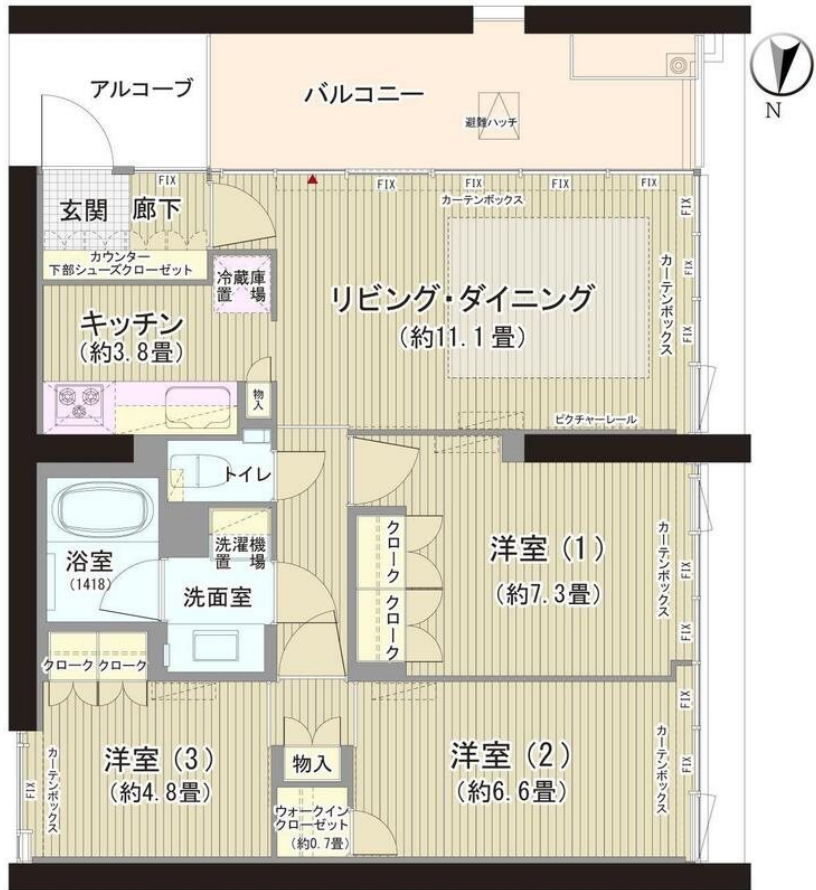 アルコーブ
バルコニー
避難ハッチ
N
玄関
廊下
FIX
カウンター
下部シューズクローゼット
冷蔵庫
置場
FIX
FIX
FIX
FIX
カーテンボックス
FIX
FIX
FIX
カーテンボックス
リビング・ダイニング
(約11.1畳)
キッチン
(約3.8畳)
物入
ピクチャーレール
トイレ
洗濯機
置場
浴室
(1418)
洗面室
クローク
クローク
洋室(1)
(約7.3畳)
カーテンボックス
FIX
FIX
クローク
クローク
洋室(3)
(約4.8畳)
カーテンボックス
FIX
物入
ウォークイン
クローゼット
(約0.7畳)
洋室(2)
(約6.6畳)
カーテンボックス
FIX
FIX